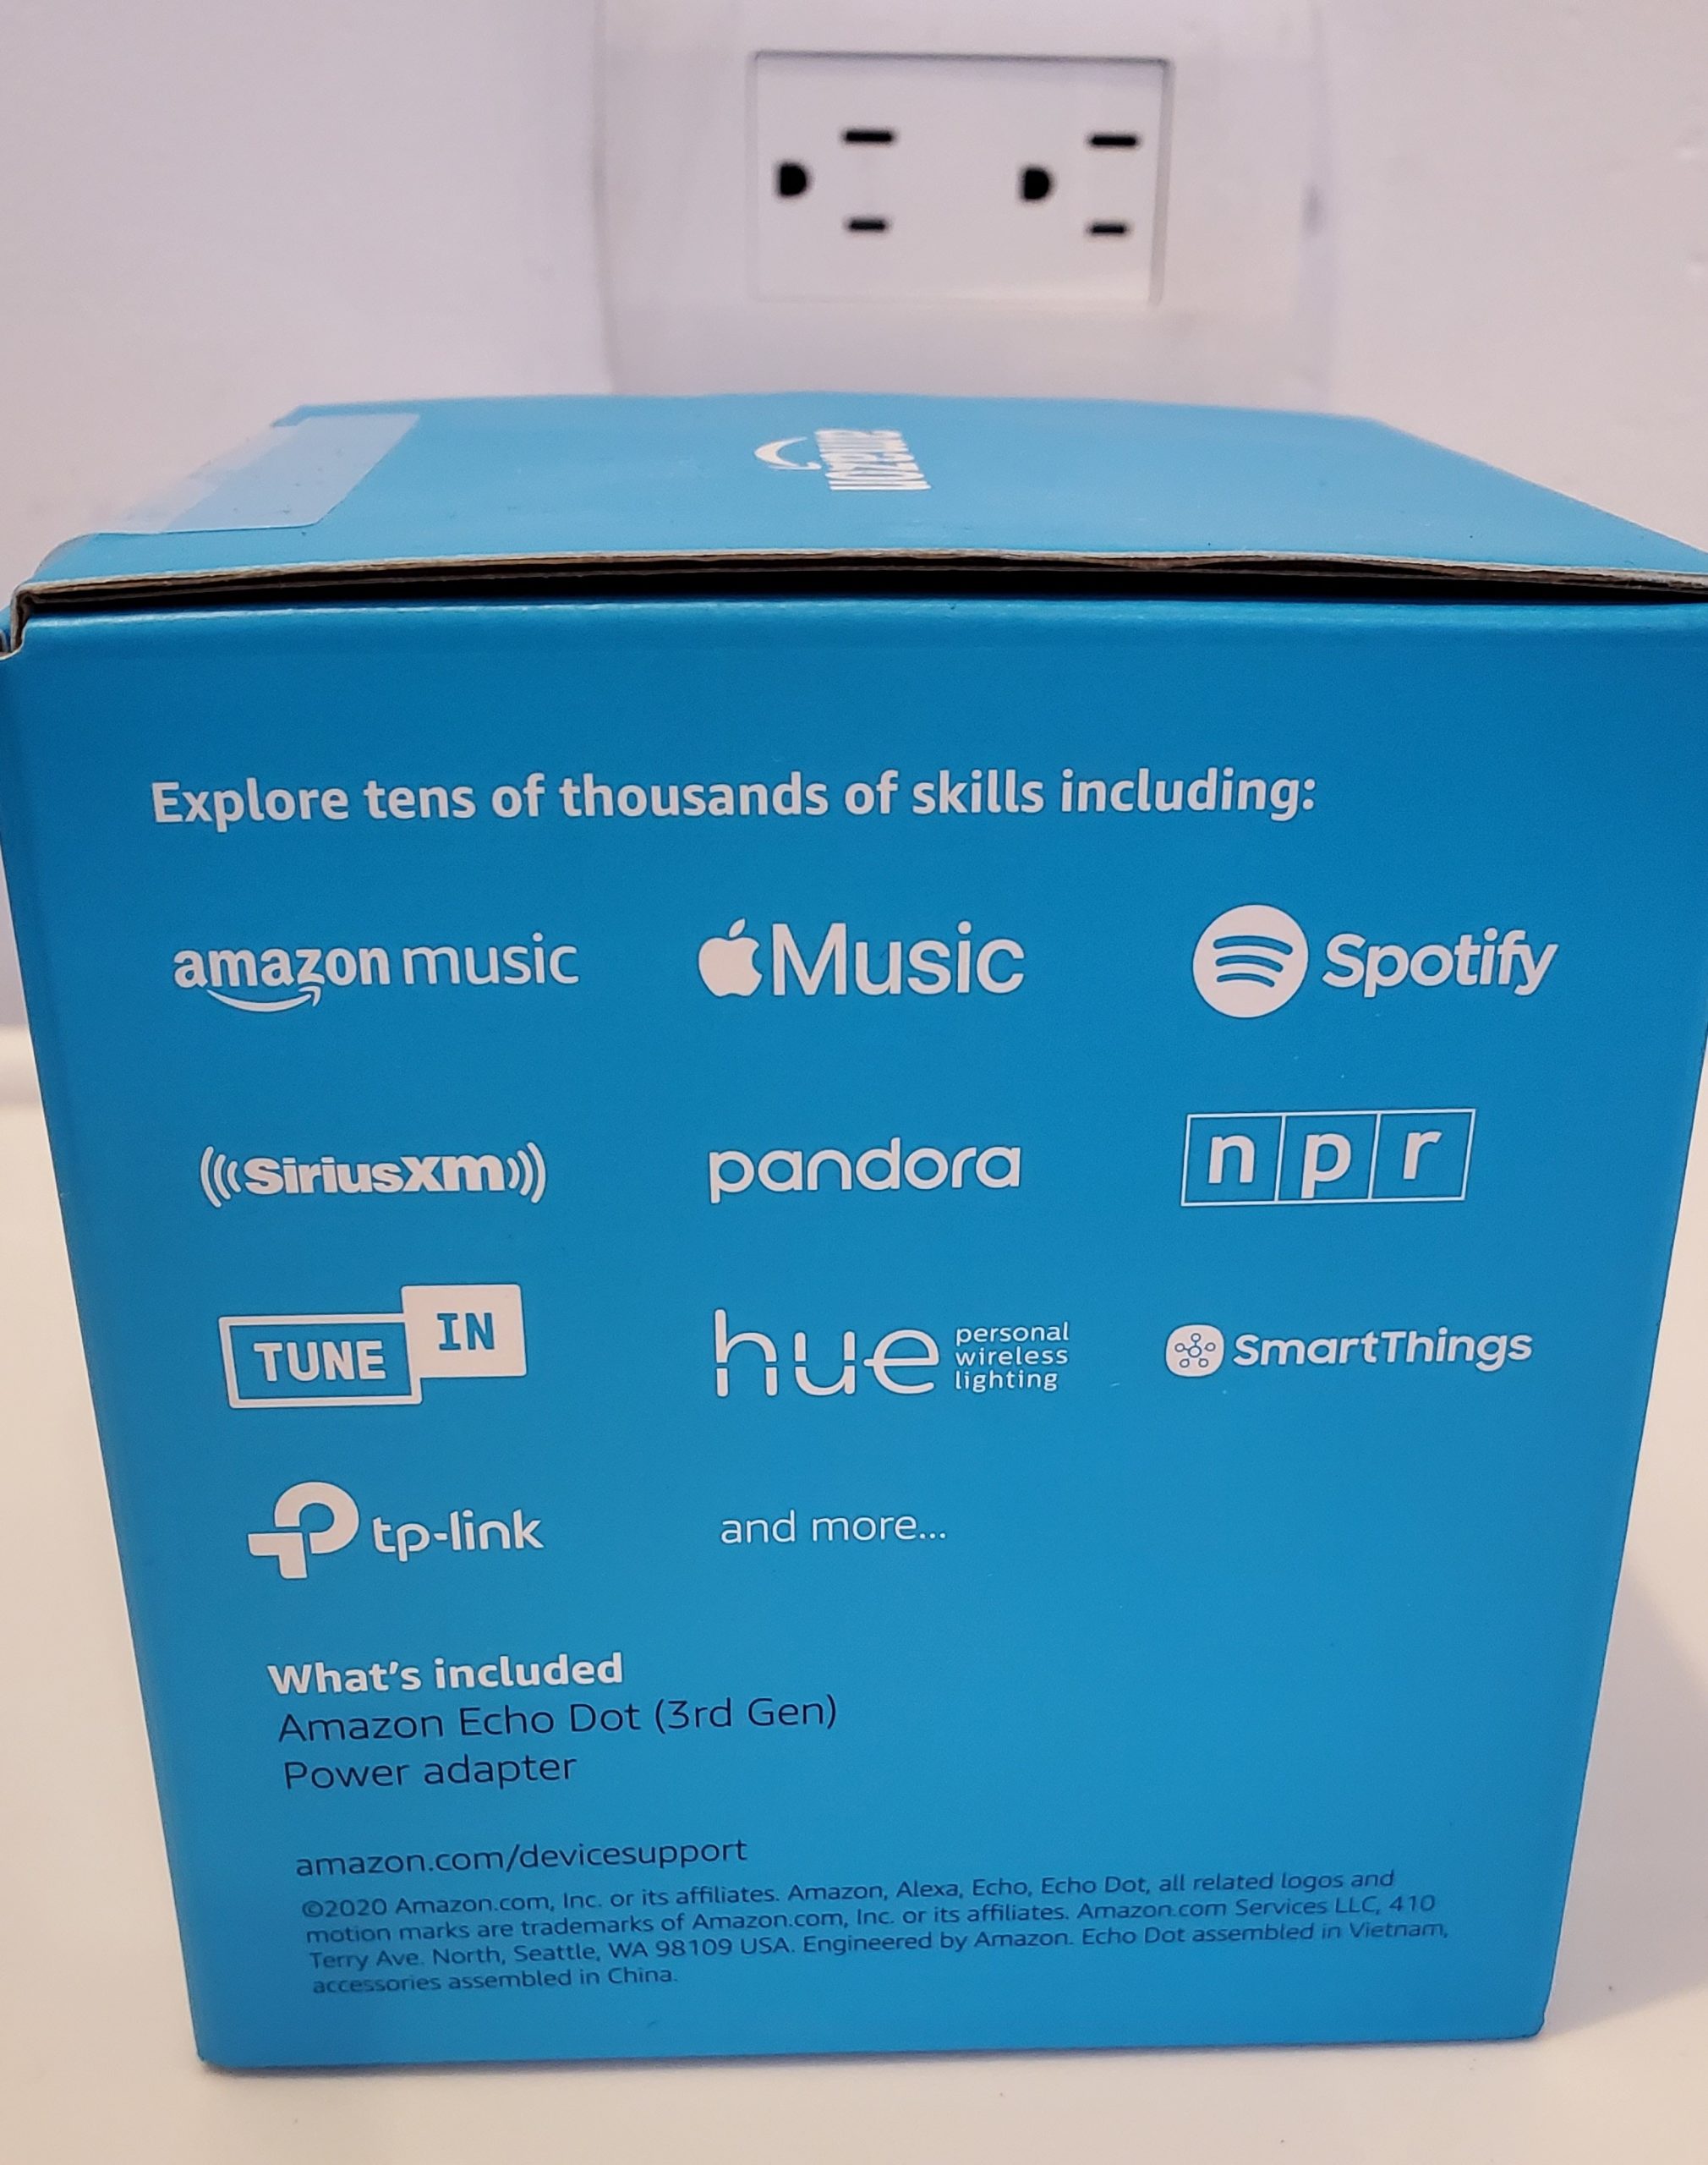 amazon
Explore tens of thousands of skills including:
amazon music
Music
Spotify
SiriusXM
pandora
npr
TUNE IN
hue personal
wireless
lighting
SmartThings
tp-link
and more...
What's included
Amazon Echo Dot (3rd Gen)
Power adapter
amazon.com/devicesupport
©2020 Amazon.com, Inc. or its affiliates. Amazon, Alexa, Echo, Echo Dot, all related logos and
motion marks are trademarks of Amazon.com, Inc. or its affiliates. Amazon.com Services LLC, 410
Terry Ave. North, Seattle, WA 98109 USA. Engineered by Amazon. Echo Dot assembled in Vietnam,
accessories assembled in China.